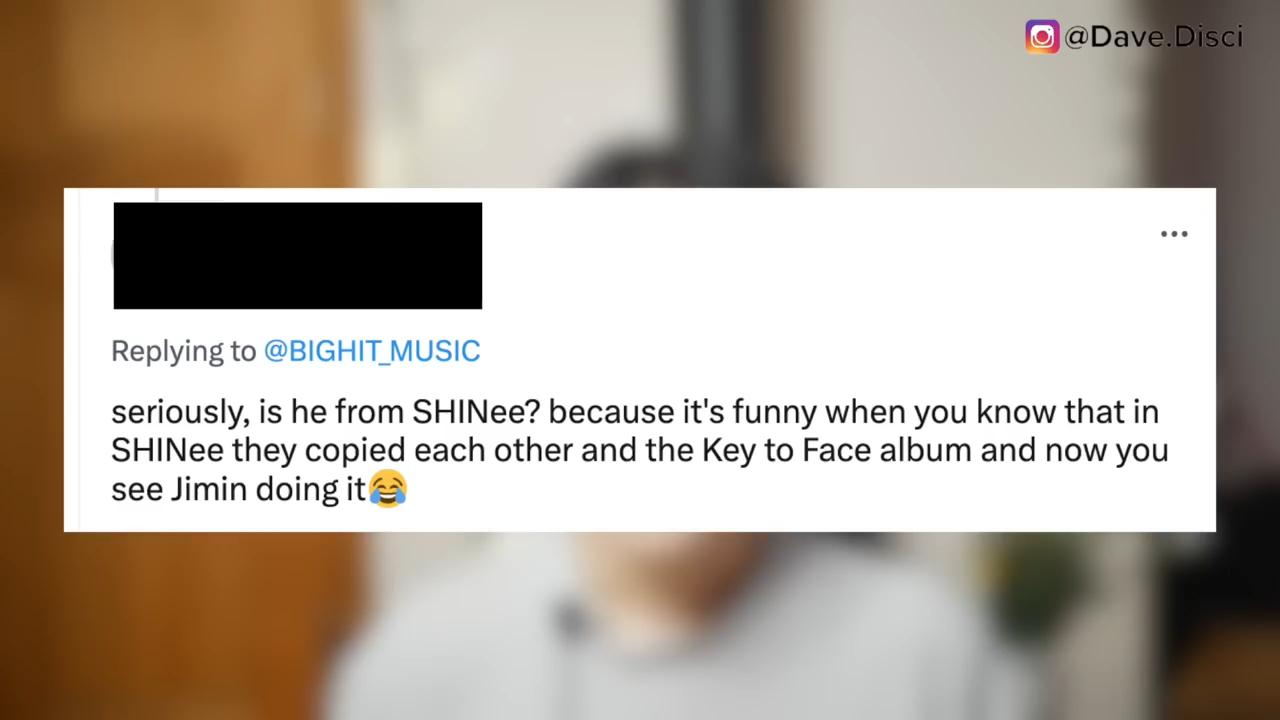 @Dave.Disci
Replying to @BIGHIT_MUSIC
seriously, is he from SHINee? because it's funny when you know that in
SHINee they copied each other and the Key to Face album and now you
see Jimin doing it😂